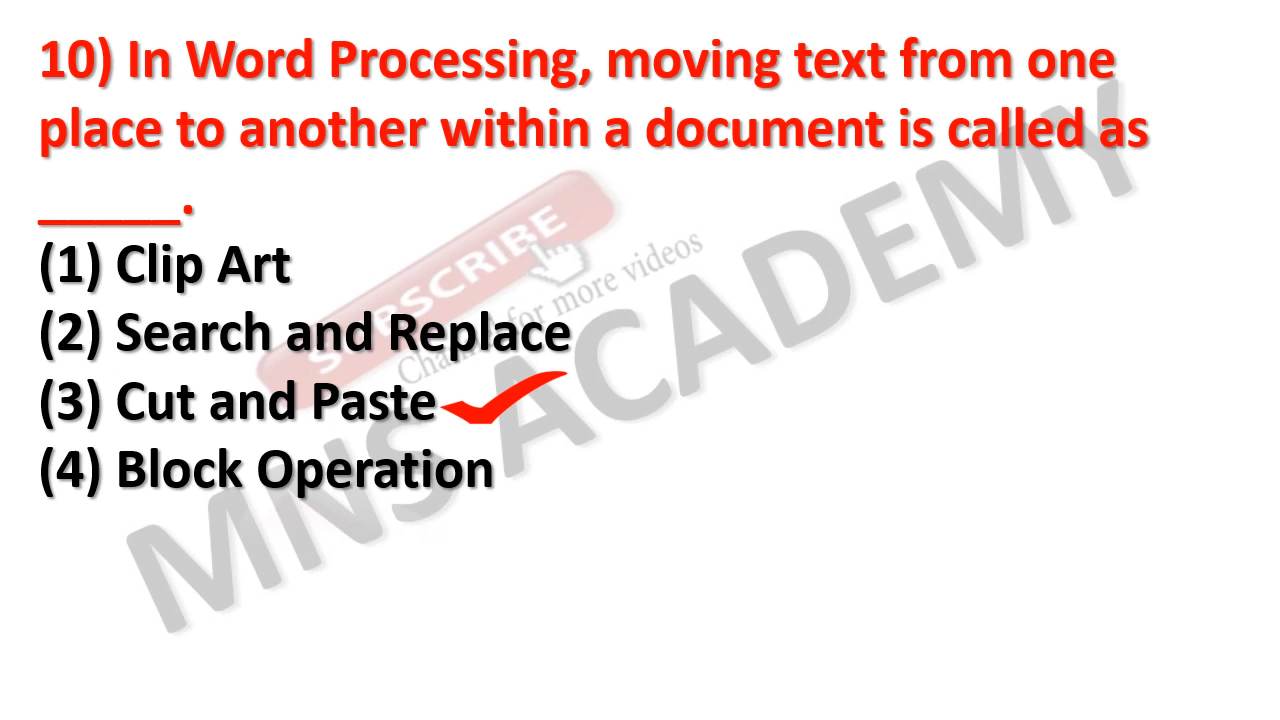 10) In Word Processing, moving text from one
place to another within a document is called as
_____.
(1) Clip Art
(2) Search and Replace
(3) Cut and Paste
(4) Block Operation
SUBSCRIBE
for more videos
MNS ACADEMY